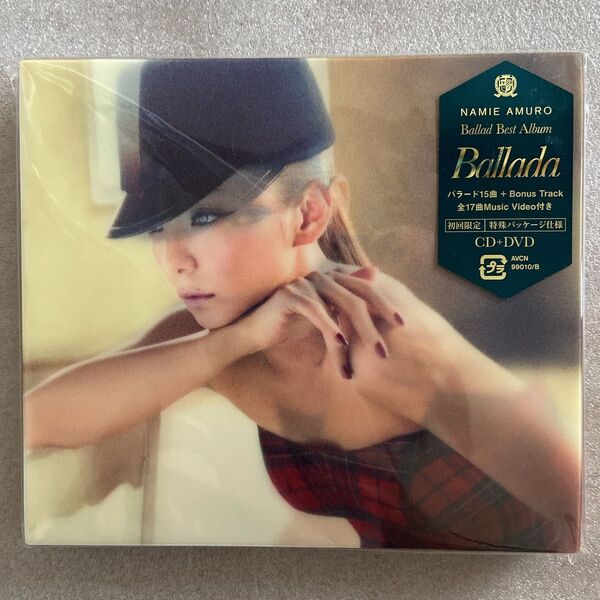 NAMIE AMURO
Ballad Best Album
Ballada
バラード15曲 + Bonus Track
全17曲Music Video付き
初回限定 特殊パッケージ仕様
CD+DVD
プラ
AVCN
99010/B